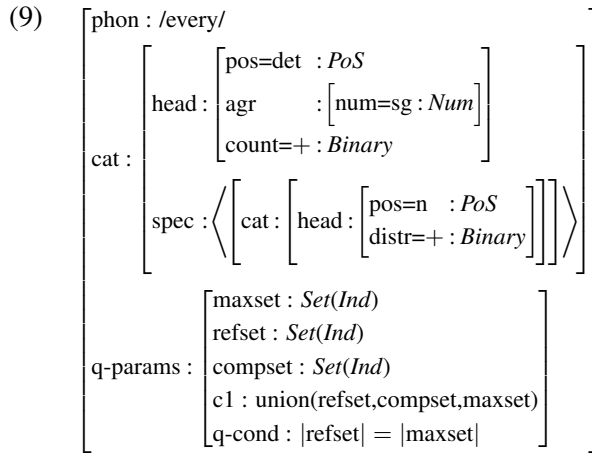 (9)
phon : /every/
cat :
head :
pos=det : PoS
agr : [num=sg : Num]
count=+ : Binary
spec : ⟨[cat : [head : [pos=n : PoS
distr=+ : Binary]]]⟩
q-params :
maxset : Set(Ind)
refset : Set(Ind)
compset : Set(Ind)
c1 : union(refset,compset,maxset)
q-cond : |refset| = |maxset|